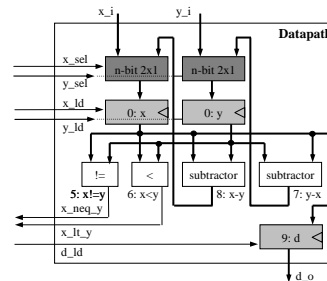 x_i y_i
Datapath
x_sel
n-bit 2x1 n-bit 2x1
y_sel
x_ld
0: x 0: y
y_ld
!= < subtractor subtractor
5: x!=y 6: x<y 8: x-y 7: y-x
x_neq_y
x_lt_y
9: d
d_ld
d_o